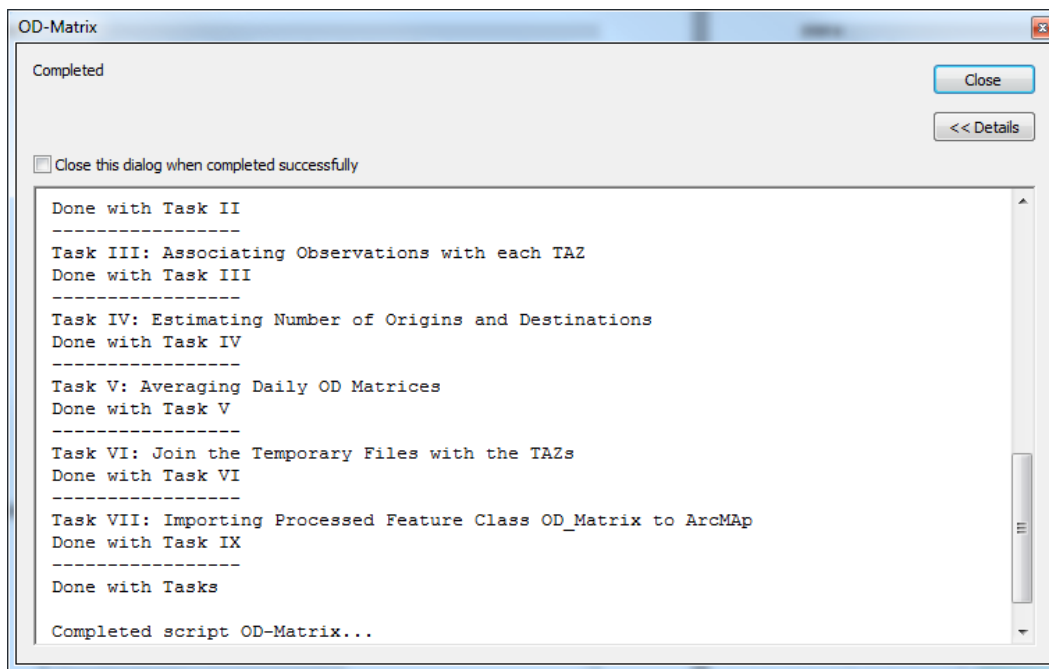 OD-Matrix
Completed
Close
<< Details
Close this dialog when completed successfully
Done with Task II
-----------------
Task III: Associating Observations with each TAZ
Done with Task III
-----------------
Task IV: Estimating Number of Origins and Destinations
Done with Task IV
-----------------
Task V: Averaging Daily OD Matrices
Done with Task V
-----------------
Task VI: Join the Temporary Files with the TAZs
Done with Task VI
-----------------
Task VII: Importing Processed Feature Class OD_Matrix to ArcMAp
Done with Task IX
-----------------
Done with Tasks
Completed script OD-Matrix...